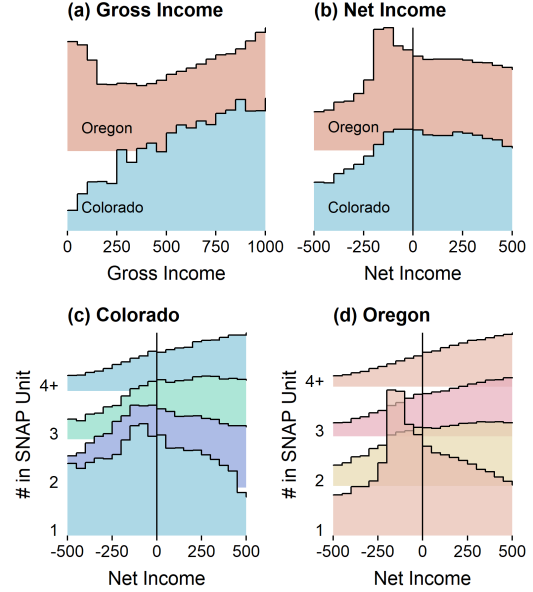 (a) Gross Income
Oregon
Colorado
0 250 500 750 1000
Gross Income
(b) Net Income
Oregon
Colorado
-500 -250 0 250 500
Net Income
(c) Colorado
# in SNAP Unit
4+
3
2
1
-500 -250 0 250 500
Net Income
(d) Oregon
# in SNAP Unit
4+
3
2
1
-500 -250 0 250 500
Net Income